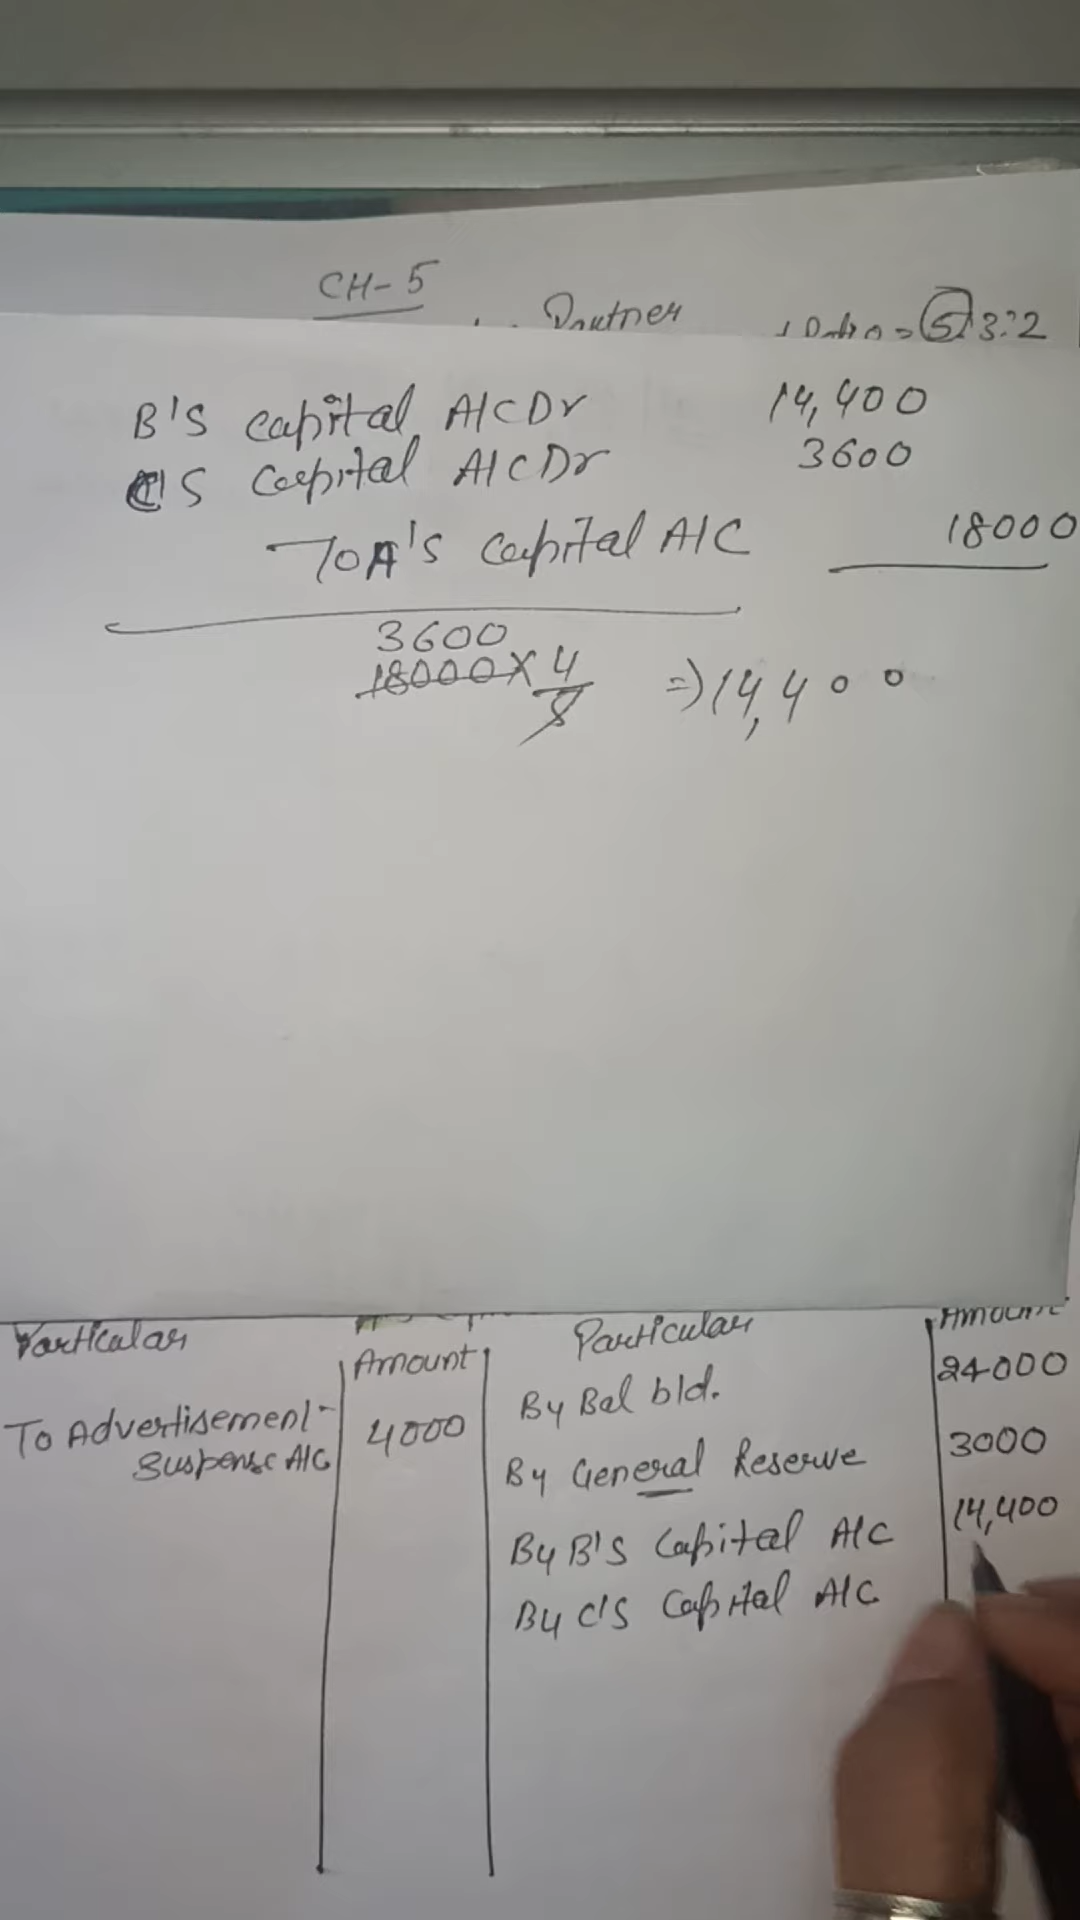 CH-5
Partner
5:3:2
B's capital A/C Dr 14,400
C's capital A/C Dr 3600
To A's capital A/C 18000
3600
18000 x 4/5 => 14,400
Particular Amount Particular Amount
To Advertisement- 4000 By Bal b/d. 24000
Suspense A/C By General Reserve 3000
By B's Capital A/C 14,400
By C's Capital A/C